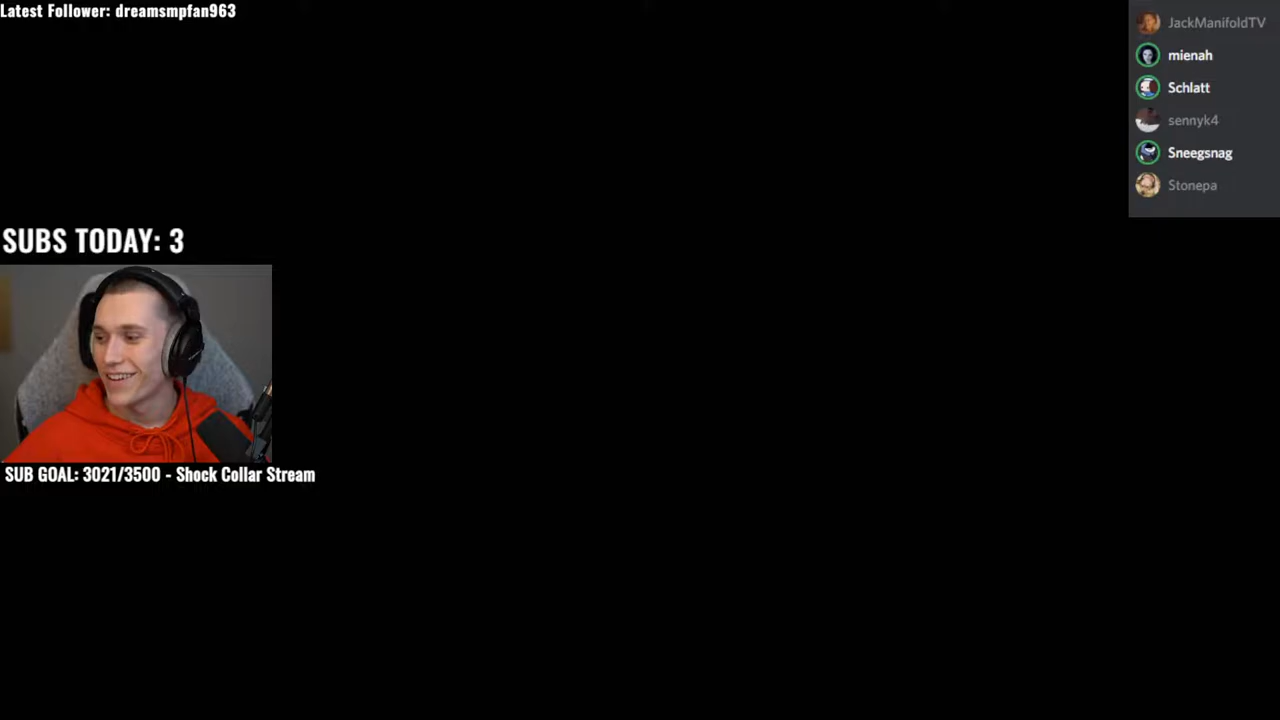 Latest Follower: dreamsmpfan963
JackManifoldTV
mienah
Schlatt
sennyk4
Sneegsnag
Stonepa
SUBS TODAY: 3
SUB GOAL: 3021/3500 - Shock Collar Stream